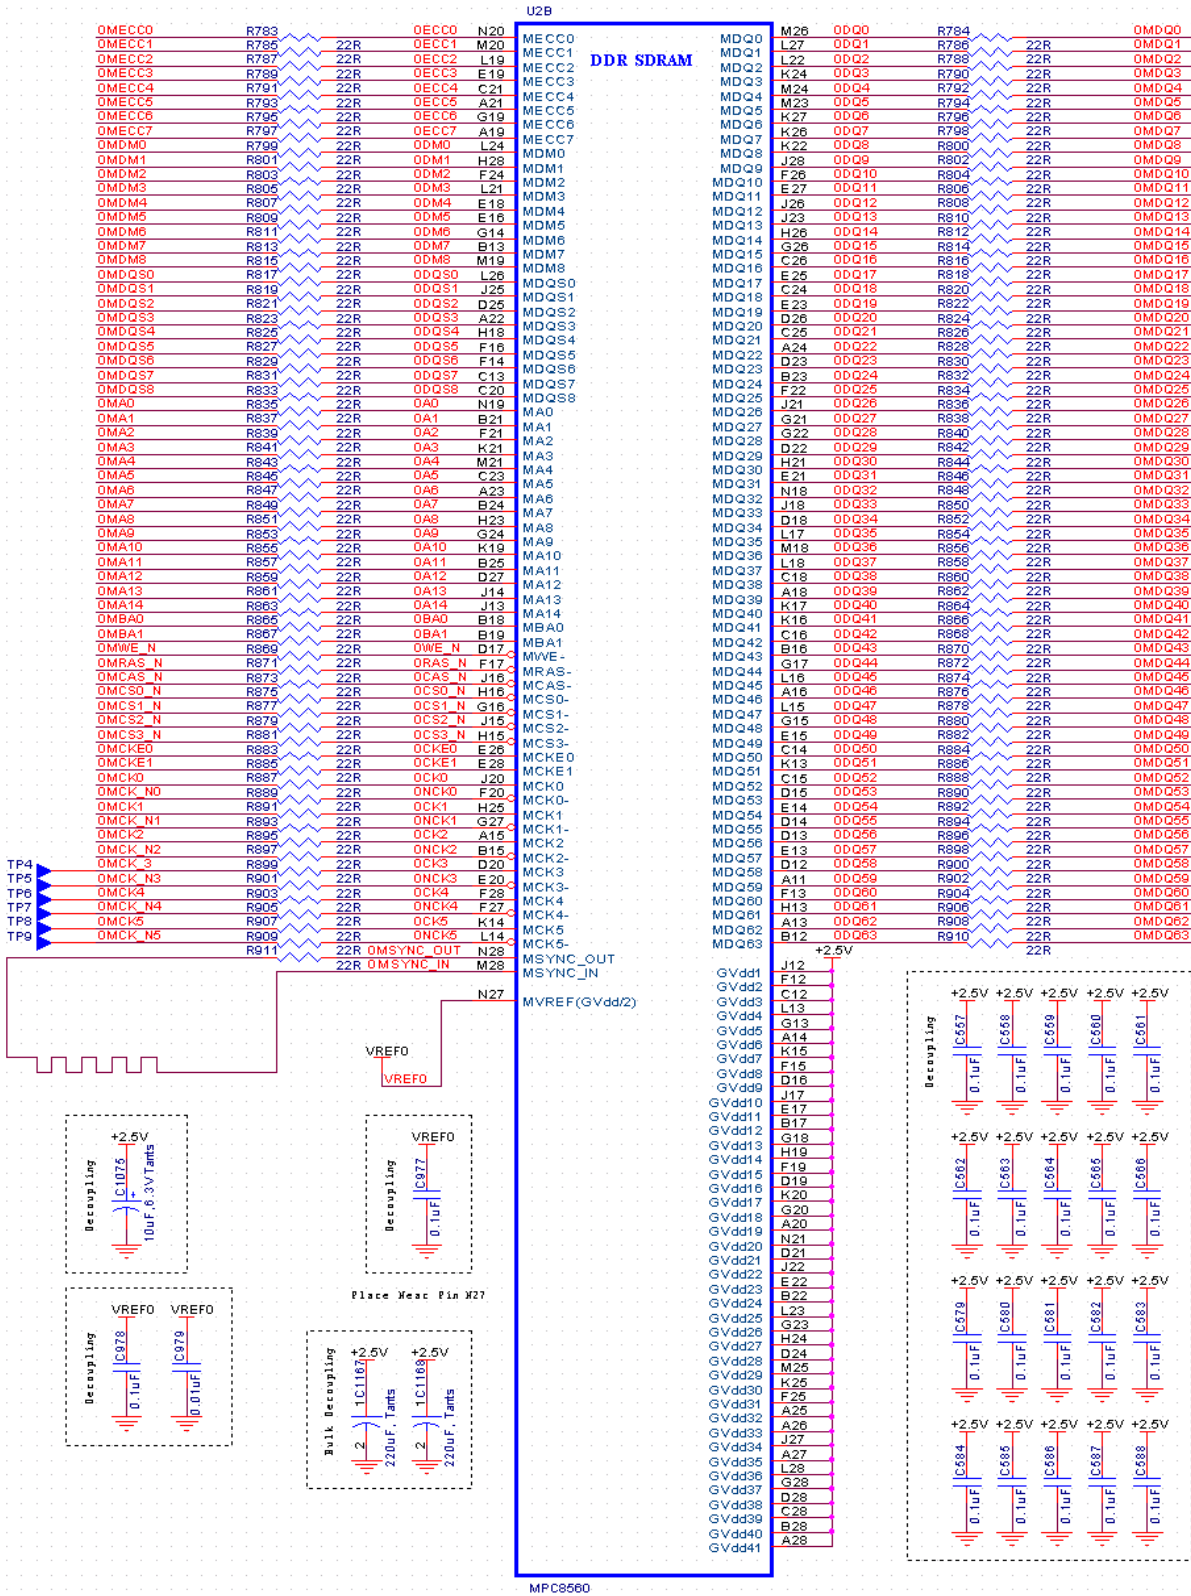 U2B
DDR SDRAM
OMECC0 R783 22R OECC0 N20 MECC0 MDQ0 M26 ODQ0 R784 22R OMDQ0
OMECC1 R785 22R OECC1 M20 MECC1 MDQ1 L27 ODQ1 R786 22R OMDQ1
OMECC2 R787 22R OECC2 L19 MECC2 MDQ2 L22 ODQ2 R788 22R OMDQ2
OMECC3 R789 22R OECC3 E19 MECC3 MDQ3 K24 ODQ3 R790 22R OMDQ3
OMECC4 R791 22R OECC4 C21 MECC4 MDQ4 M24 ODQ4 R792 22R OMDQ4
OMECC5 R793 22R OECC5 A21 MECC5 MDQ5 M23 ODQ5 R794 22R OMDQ5
OMECC6 R795 22R OECC6 G19 MECC6 MDQ6 K27 ODQ6 R796 22R OMDQ6
OMECC7 R797 22R OECC7 A19 MECC7 MDQ7 K26 ODQ7 R798 22R OMDQ7
OMDM0 R799 22R ODM0 L24 MDM0 MDQ8 K22 ODQ8 R800 22R OMDQ8
OMDM1 R801 22R ODM1 H28 MDM1 MDQ9 J28 ODQ9 R802 22R OMDQ9
OMDM2 R803 22R ODM2 F24 MDM2 MDQ10 F26 ODQ10 R804 22R OMDQ10
OMDM3 R805 22R ODM3 L21 MDM3 MDQ11 E27 ODQ11 R806 22R OMDQ11
OMDM4 R807 22R ODM4 E18 MDM4 MDQ12 J26 ODQ12 R808 22R OMDQ12
OMDM5 R809 22R ODM5 E16 MDM5 MDQ13 J23 ODQ13 R810 22R OMDQ13
OMDM6 R811 22R ODM6 G14 MDM6 MDQ14 H26 ODQ14 R812 22R OMDQ14
OMDM7 R813 22R ODM7 B13 MDM7 MDQ15 G26 ODQ15 R814 22R OMDQ15
OMDM8 R815 22R ODM8 M19 MDM8 MDQ16 C26 ODQ16 R816 22R OMDQ16
OMDQS0 R817 22R ODQS0 L26 MDQS0 MDQ17 E25 ODQ17 R818 22R OMDQ17
OMDQS1 R819 22R ODQS1 J25 MDQS1 MDQ18 C24 ODQ18 R820 22R OMDQ18
OMDQS2 R821 22R ODQS2 D25 MDQS2 MDQ19 E23 ODQ19 R822 22R OMDQ19
OMDQS3 R823 22R ODQS3 A22 MDQS3 MDQ20 D26 ODQ20 R824 22R OMDQ20
OMDQS4 R825 22R ODQS4 H18 MDQS4 MDQ21 C25 ODQ21 R826 22R OMDQ21
OMDQS5 R827 22R ODQS5 F16 MDQS5 MDQ22 A24 ODQ22 R828 22R OMDQ22
OMDQS6 R829 22R ODQS6 F14 MDQS6 MDQ23 D23 ODQ23 R830 22R OMDQ23
OMDQS7 R831 22R ODQS7 C13 MDQS7 MDQ24 B23 ODQ24 R832 22R OMDQ24
OMDQS8 R833 22R ODQS8 C20 MDQS8 MDQ25 F22 ODQ25 R834 22R OMDQ25
OMA0 R835 22R OA0 N19 MA0 MDQ26 J21 ODQ26 R836 22R OMDQ26
OMA1 R837 22R OA1 B21 MA1 MDQ27 G21 ODQ27 R838 22R OMDQ27
OMA2 R839 22R OA2 F21 MA2 MDQ28 G22 ODQ28 R840 22R OMDQ28
OMA3 R841 22R OA3 K21 MA3 MDQ29 D22 ODQ29 R842 22R OMDQ29
OMA4 R843 22R OA4 M21 MA4 MDQ30 H21 ODQ30 R844 22R OMDQ30
OMA5 R845 22R OA5 C23 MA5 MDQ31 E21 ODQ31 R846 22R OMDQ31
OMA6 R847 22R OA6 A23 MA6 MDQ32 N18 ODQ32 R848 22R OMDQ32
OMA7 R849 22R OA7 B24 MA7 MDQ33 J18 ODQ33 R850 22R OMDQ33
OMA8 R851 22R OA8 H23 MA8 MDQ34 D18 ODQ34 R852 22R OMDQ34
OMA9 R853 22R OA9 G24 MA9 MDQ35 L17 ODQ35 R854 22R OMDQ35
OMA10 R855 22R OA10 K19 MA10 MDQ36 M18 ODQ36 R856 22R OMDQ36
OMA11 R857 22R OA11 B25 MA11 MDQ37 L18 ODQ37 R858 22R OMDQ37
OMA12 R859 22R OA12 D27 MA12 MDQ38 C18 ODQ38 R860 22R OMDQ38
OMA13 R861 22R OA13 J14 MA13 MDQ39 A18 ODQ39 R862 22R OMDQ39
OMA14 R863 22R OA14 J13 MA14 MDQ40 K17 ODQ40 R864 22R OMDQ40
OMBA0 R865 22R OBA0 B18 MBA0 MDQ41 K16 ODQ41 R866 22R OMDQ41
OMBA1 R867 22R OBA1 B19 MBA1 MDQ42 C16 ODQ42 R868 22R OMDQ42
OMWE_N R869 22R OWE_N D17 MWE- MDQ43 B16 ODQ43 R870 22R OMDQ43
OMRAS_N R871 22R ORAS_N F17 MRAS- MDQ44 G17 ODQ44 R872 22R OMDQ44
OMCAS_N R873 22R OCAS_N J16 MCAS- MDQ45 L16 ODQ45 R874 22R OMDQ45
OMCS0_N R875 22R OCS0_N H16 MCS0- MDQ46 A16 ODQ46 R876 22R OMDQ46
OMCS1_N R877 22R OCS1_N G16 MCS1- MDQ47 L15 ODQ47 R878 22R OMDQ47
OMCS2_N R879 22R OCS2_N J15 MCS2- MDQ48 G15 ODQ48 R880 22R OMDQ48
OMCS3_N R881 22R OCS3_N H15 MCS3- MDQ49 E15 ODQ49 R882 22R OMDQ49
OMCKE0 R883 22R OCKE0 E26 MCKE0 MDQ50 C14 ODQ50 R884 22R OMDQ50
OMCKE1 R885 22R OCKE1 E28 MCKE1 MDQ51 K13 ODQ51 R886 22R OMDQ51
OMCK0 R887 22R OCK0 J20 MCK0 MDQ52 C15 ODQ52 R888 22R OMDQ52
OMCK_N0 R889 22R ONCK0 F20 MCK0- MDQ53 D15 ODQ53 R890 22R OMDQ53
OMCK1 R891 22R OCK1 H25 MCK1 MDQ54 E14 ODQ54 R892 22R OMDQ54
OMCK_N1 R893 22R ONCK1 G27 MCK1- MDQ55 D14 ODQ55 R894 22R OMDQ55
OMCK2 R895 22R OCK2 A15 MCK2 MDQ56 D13 ODQ56 R896 22R OMDQ56
OMCK_N2 R897 22R ONCK2 B15 MCK2- MDQ57 E13 ODQ57 R898 22R OMDQ57
TP4 OMCK_3 R899 22R OCK3 D20 MCK3 MDQ58 D12 ODQ58 R900 22R OMDQ58
TP5 OMCK_N3 R901 22R ONCK3 E20 MCK3- MDQ59 A11 ODQ59 R902 22R OMDQ59
TP6 OMCK4 R903 22R OCK4 F28 MCK4 MDQ60 F13 ODQ60 R904 22R OMDQ60
TP7 OMCK_N4 R905 22R ONCK4 F27 MCK4- MDQ61 H13 ODQ61 R906 22R OMDQ61
TP8 OMCK5 R907 22R OCK5 K14 MCK5 MDQ62 A13 ODQ62 R908 22R OMDQ62
TP9 OMCK_N5 R909 22R ONCK5 L14 MCK5- MDQ63 B12 ODQ63 R910 22R OMDQ63
R911 22R OMSYNC_OUT N28 MSYNC_OUT
OMSYNC_IN M28 MSYNC_IN
N27 MVREF(GVdd/2)
+2.5V
GVdd1 J12
GVdd2 F12
GVdd3 C12
GVdd4 L13
GVdd5 G13
GVdd6 A14
GVdd7 K15
GVdd8 F15
GVdd9 D16
GVdd10 J17
GVdd11 E17
GVdd12 B17
GVdd13 G18
GVdd14 H19
GVdd15 F19
GVdd16 D19
GVdd17 K20
GVdd18 G20
GVdd19 A20
GVdd20 N21
GVdd21 D21
GVdd22 J22
GVdd23 E22
GVdd24 B22
GVdd25 L23
GVdd26 G23
GVdd27 H24
GVdd28 D24
GVdd29 M25
GVdd30 K25
GVdd31 F25
GVdd32 A25
GVdd33 A26
GVdd34 J27
GVdd35 A27
GVdd36 L28
GVdd37 G28
GVdd38 D28
GVdd39 C28
GVdd40 B28
GVdd41 A28
VREF0
VREF0
Decoupling
+2.5V
C1075
+
10uF,6.3V Tants
Decoupling
VREF0
C977
0.1uF
Place Near Pin N27
Decoupling
VREF0 VREF0
C978 C979
0.1uF 0.01uF
Bulk Decoupling
+2.5V +2.5V
1 C1167 1 C1168
2 2
220uF, Tants 220uF, Tants
Decoupling
+2.5V +2.5V +2.5V +2.5V +2.5V
C557 C558 C559 C560 C561
0.1uF 0.1uF 0.1uF 0.1uF 0.1uF
+2.5V +2.5V +2.5V +2.5V +2.5V
C562 C563 C564 C565 C566
0.1uF 0.1uF 0.1uF 0.1uF 0.1uF
+2.5V +2.5V +2.5V +2.5V +2.5V
C579 C580 C581 C582 C583
0.1uF 0.1uF 0.1uF 0.1uF 0.1uF
+2.5V +2.5V +2.5V +2.5V +2.5V
C584 C585 C586 C587 C588
0.1uF 0.1uF 0.1uF 0.1uF 0.1uF
MPC8560